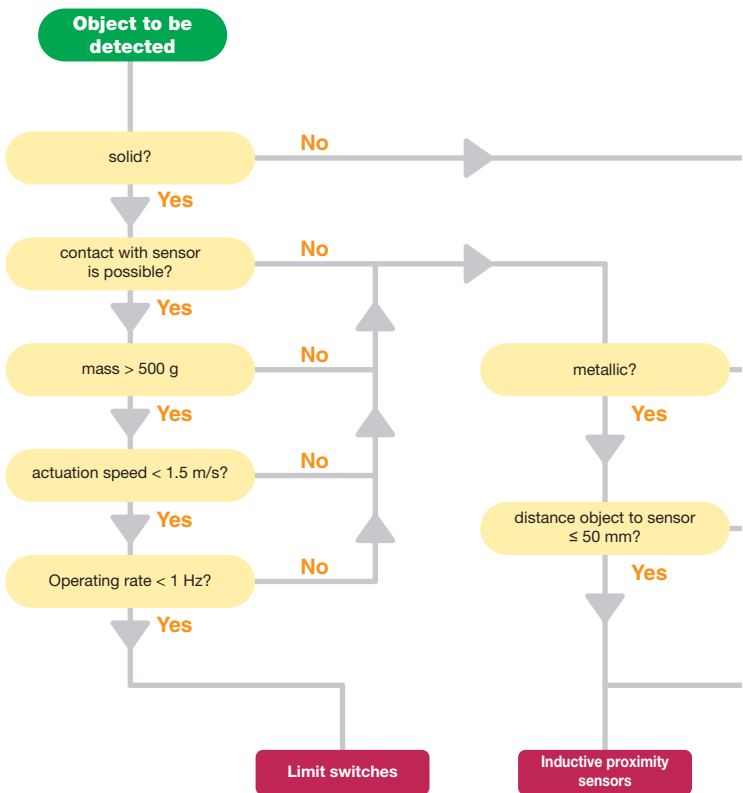 Object to be
detected
solid?
No
Yes
contact with sensor
is possible?
No
Yes
mass > 500 g
No
Yes
actuation speed < 1.5 m/s?
No
Yes
Operating rate < 1 Hz?
No
Yes
metallic?
Yes
distance object to sensor
≤ 50 mm?
Yes
Limit switches
Inductive proximity
sensors